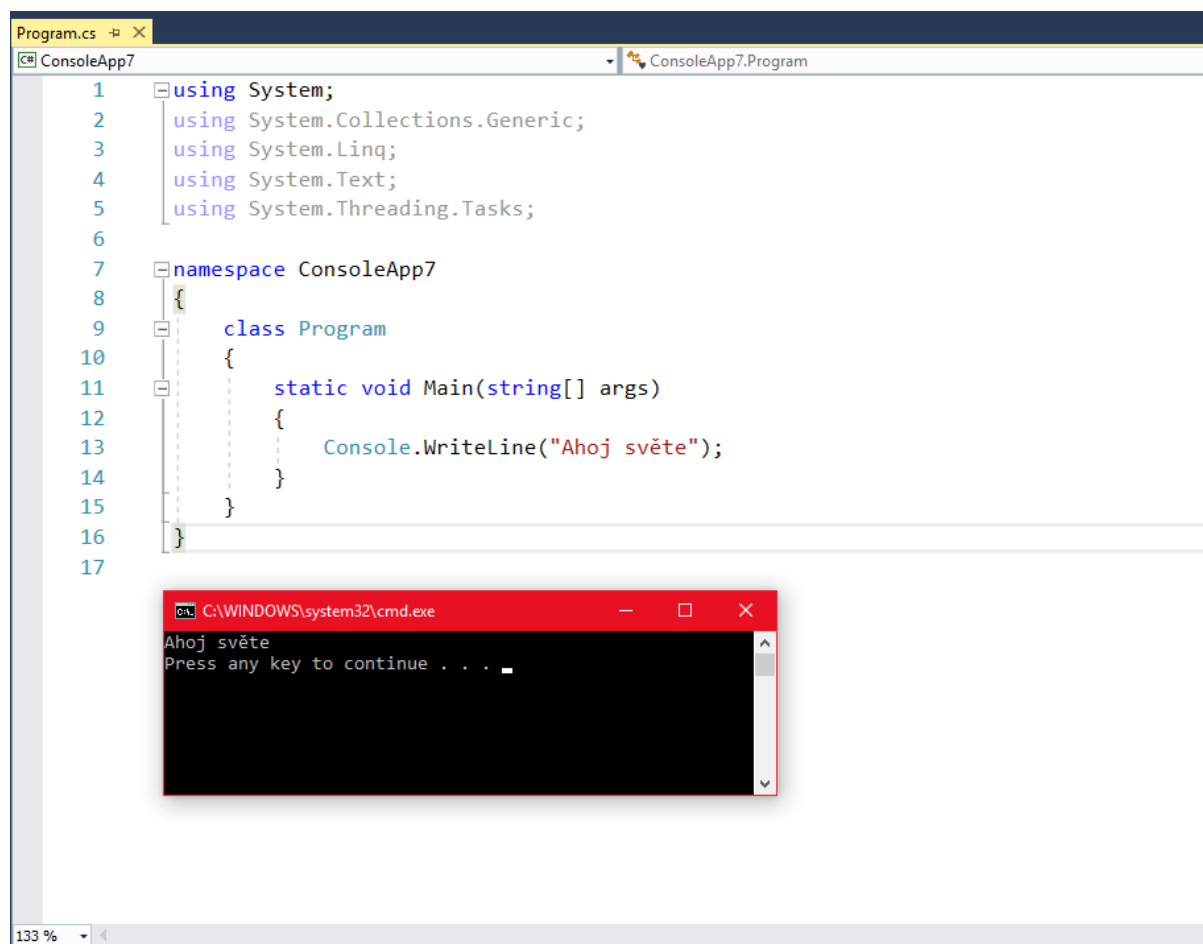 Program.cs
C# ConsoleApp7 ConsoleApp7.Program
1 using System;
2 using System.Collections.Generic;
3 using System.Linq;
4 using System.Text;
5 using System.Threading.Tasks;
6
7 namespace ConsoleApp7
8 {
9 class Program
10 {
11 static void Main(string[] args)
12 {
13 Console.WriteLine("Ahoj světe");
14 }
15 }
16 }
17
C:\WINDOWS\system32\cmd.exe
Ahoj světe
Press any key to continue . . .
133 %